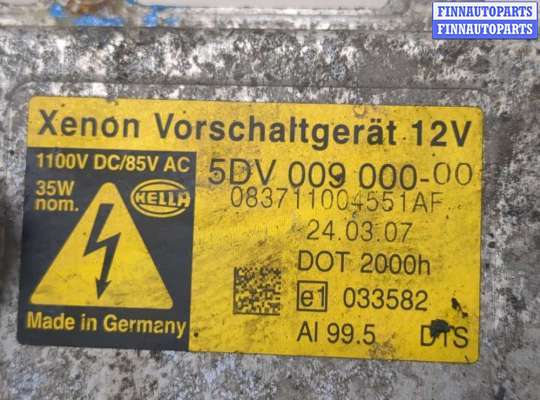 FINNAUTOPARTS
FINNAUTOPARTS
Xenon Vorschaltgerät 12V
1100V DC/85V AC
35W
nom.
HELLA
Made in Germany
5DV 009 000-00
083711004551AF
24.03.07
DOT 2000h
e1 033582
Al 99.5 DTS